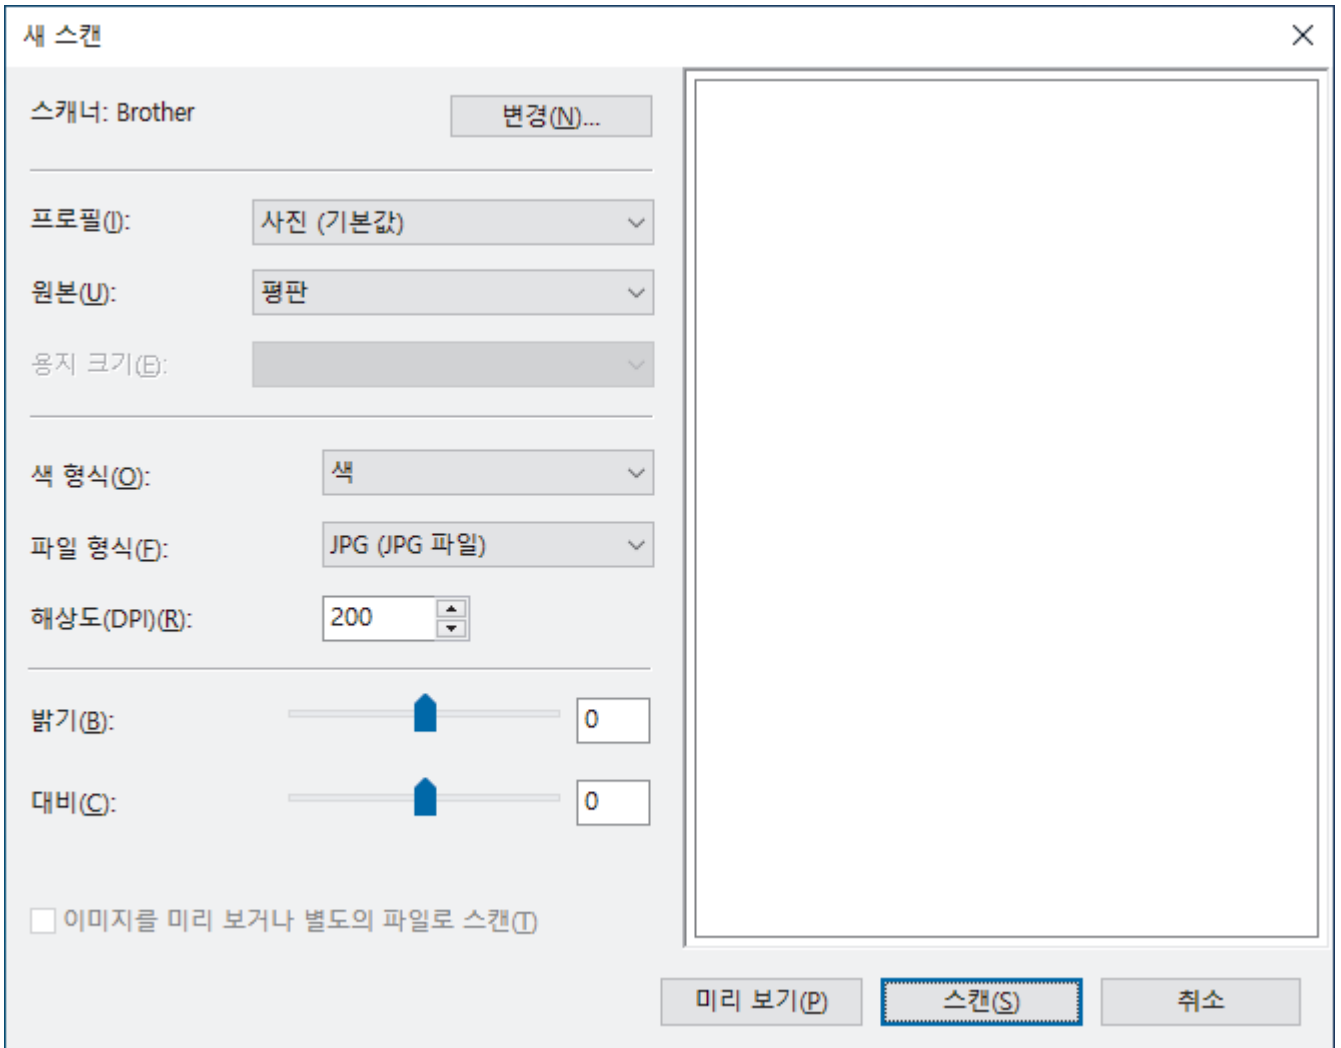 새 스캔
스캐너: Brother
변경(N)...
프로필(I):
사진 (기본값)
원본(U):
평판
용지 크기(E):
색 형식(O):
색
파일 형식(F):
JPG (JPG 파일)
해상도(DPI)(R):
200
밝기(B):
0
대비(C):
0
이미지를 미리 보거나 별도의 파일로 스캔(T)
미리 보기(P)
스캔(S)
취소